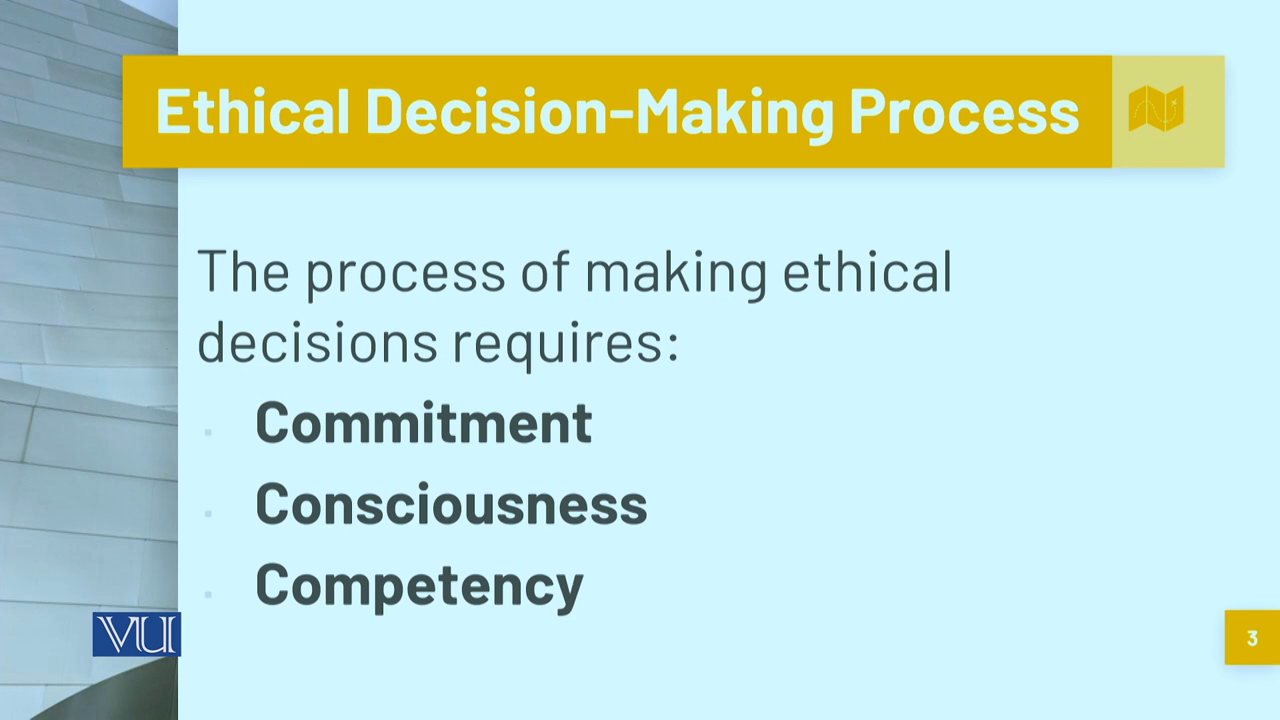 Ethical Decision-Making Process
The process of making ethical
decisions requires:
Commitment
Consciousness
Competency
VU
3